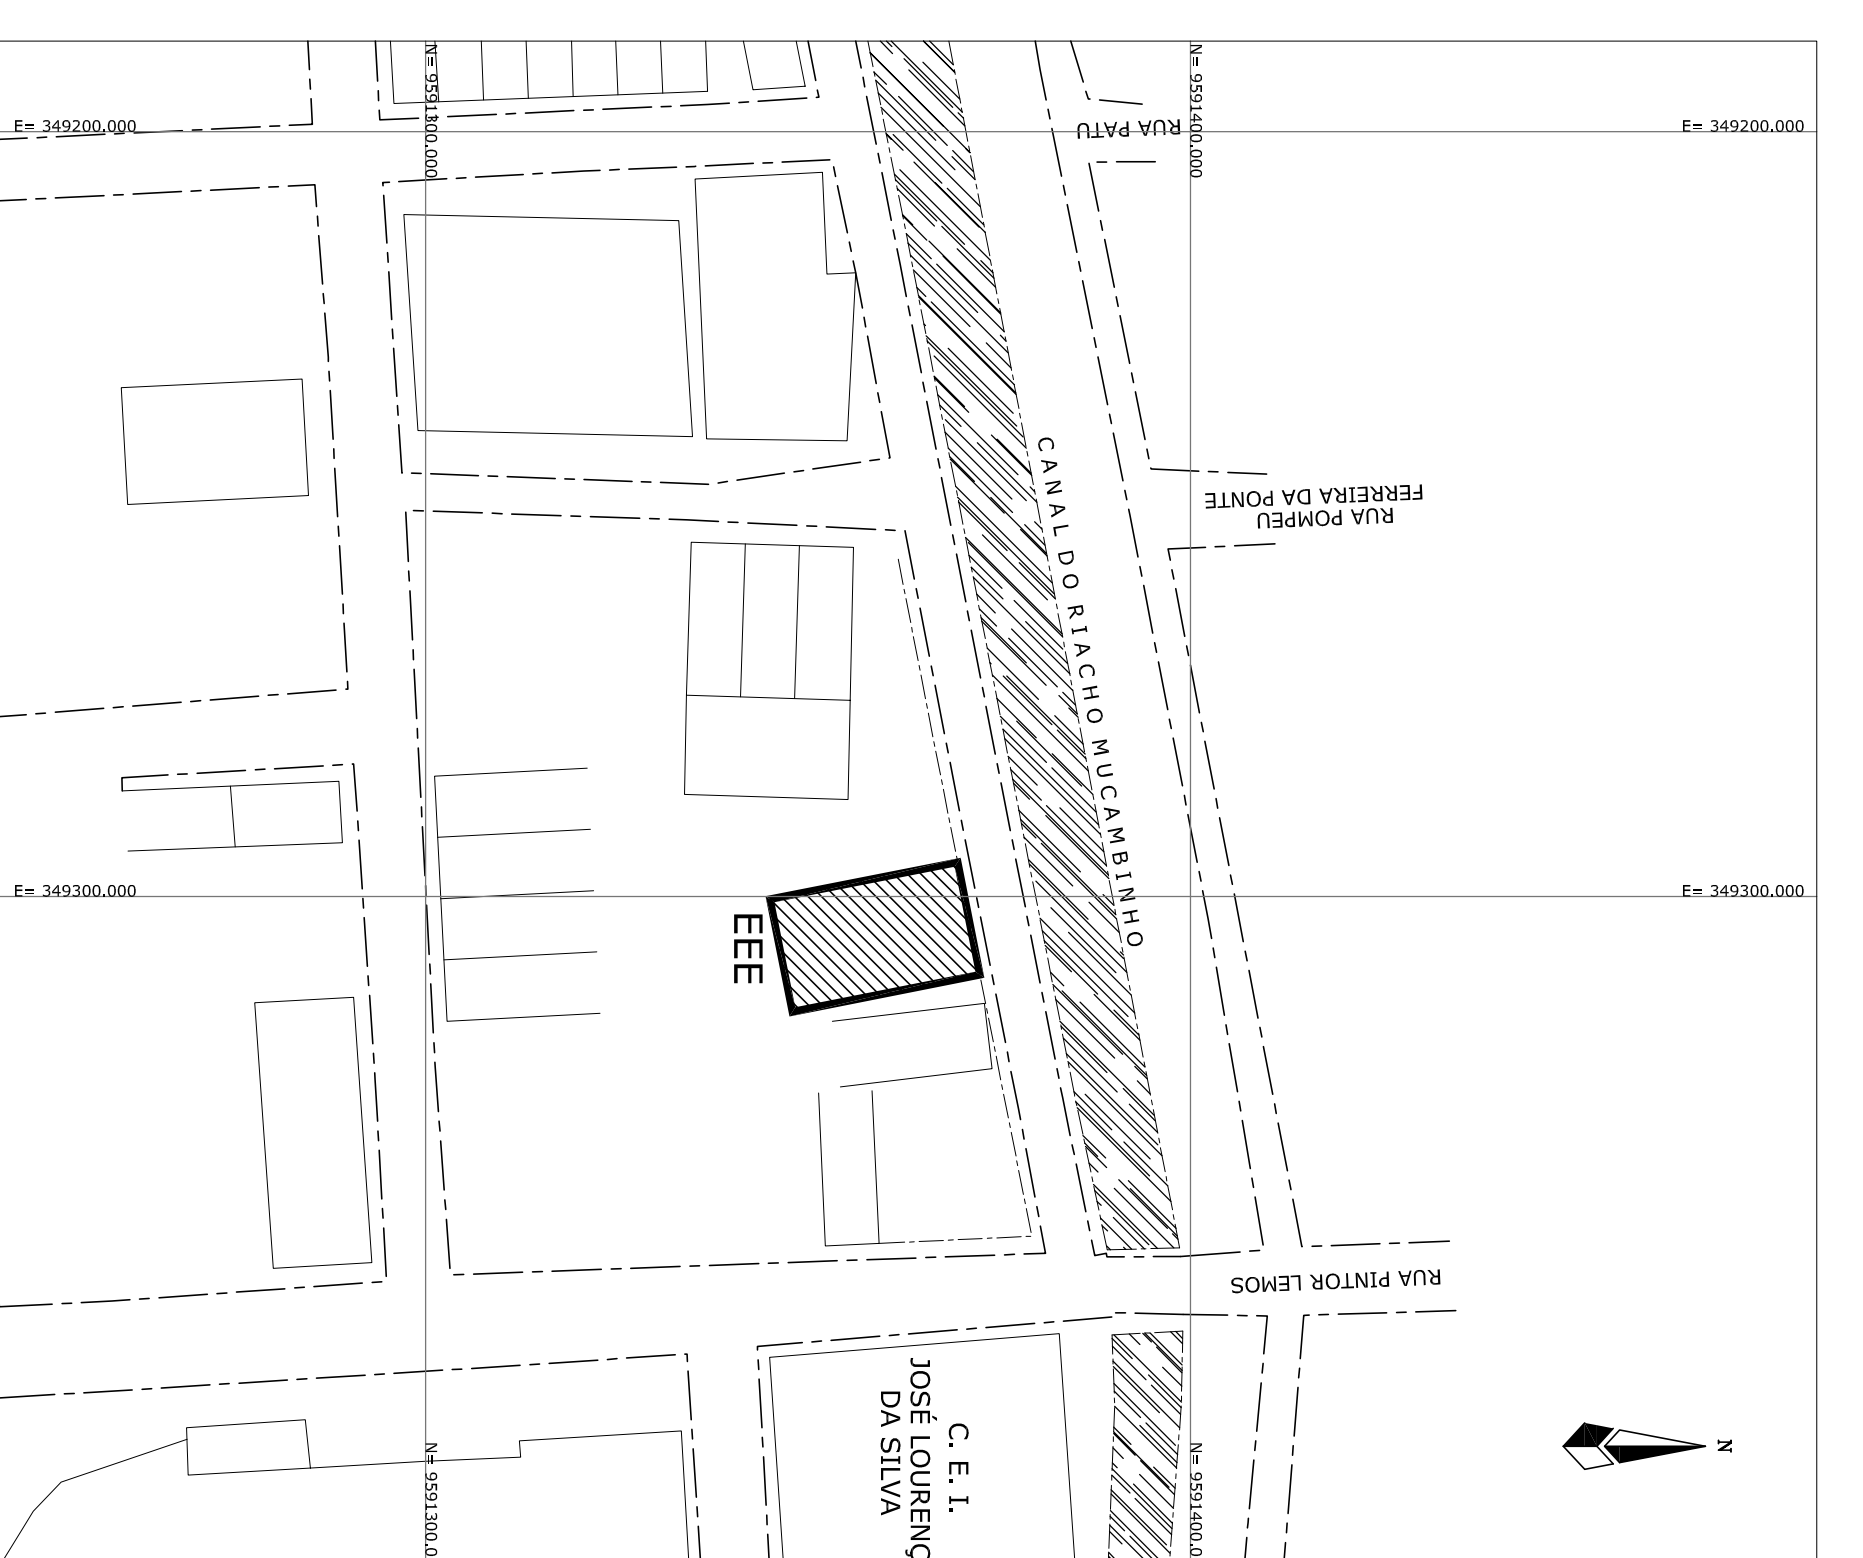 N= 9591300.000
N= 9591400.000
E= 349200.000
E= 349200.000
RUA PATU
RUA POMPEU
FERREIRA DA PONTE
CANAL DO RIACHO MUCAMBINHO
E= 349300.000
E= 349300.000
EEE
RUA PINTOR LEMOS
C. E. I.
JOSÉ LOURENÇ
DA SILVA
N
N= 9591300.0
N= 9591400.0